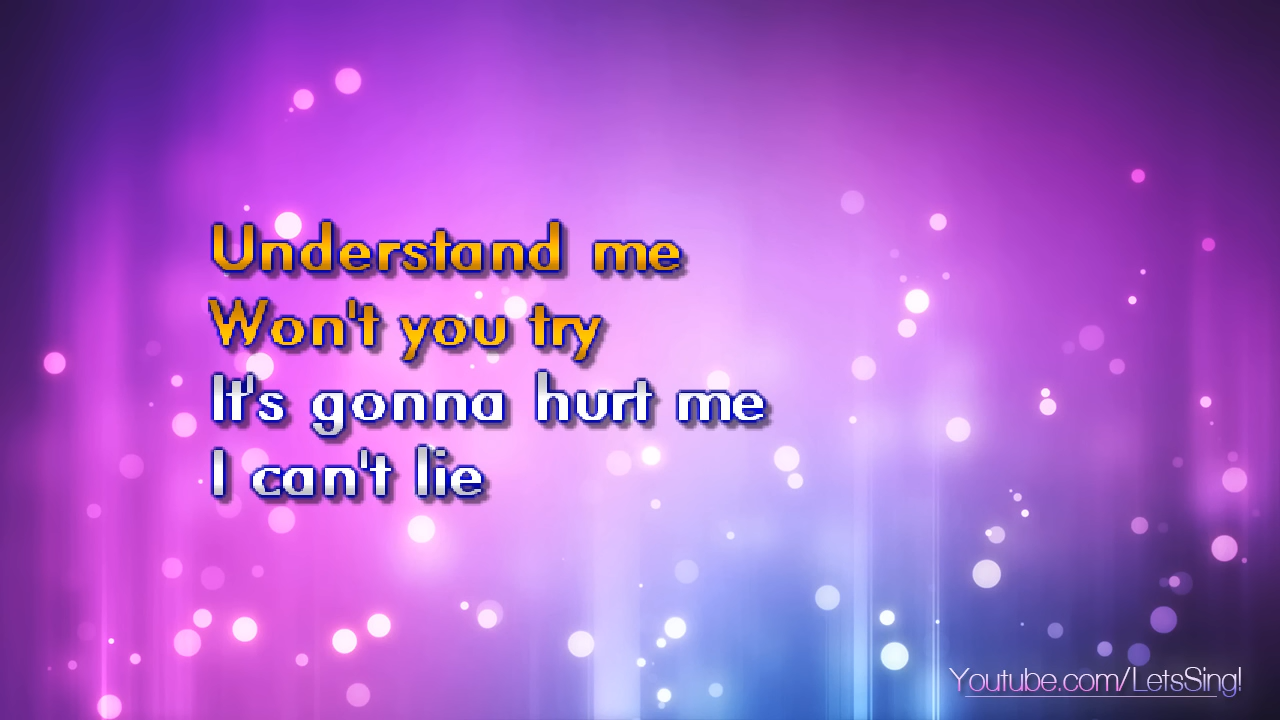 Understand me
Won't you try
It's gonna hurt me
I can't lie
Youtube.com/LetsSing!